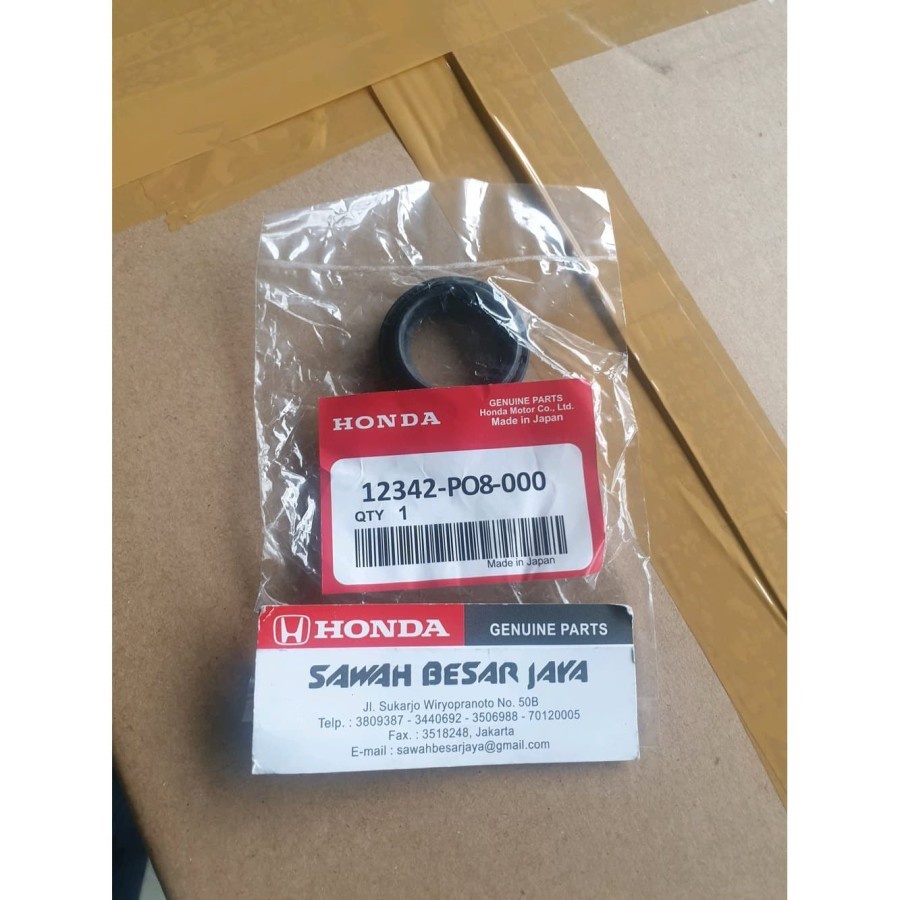 HONDA
GENUINE PARTS
Honda Motor Co., Ltd.
Made in Japan
12342-PO8-000
QTY 1
Made in Japan
HONDA GENUINE PARTS
SAWAH BESAR JAYA
Jl. Sukarjo Wiryopranoto No. 50B
Telp. : 3809387 - 3440692 - 3506988 - 70120005
Fax. : 3518248, Jakarta
E-mail : sawahbesarjaya@gmail.com